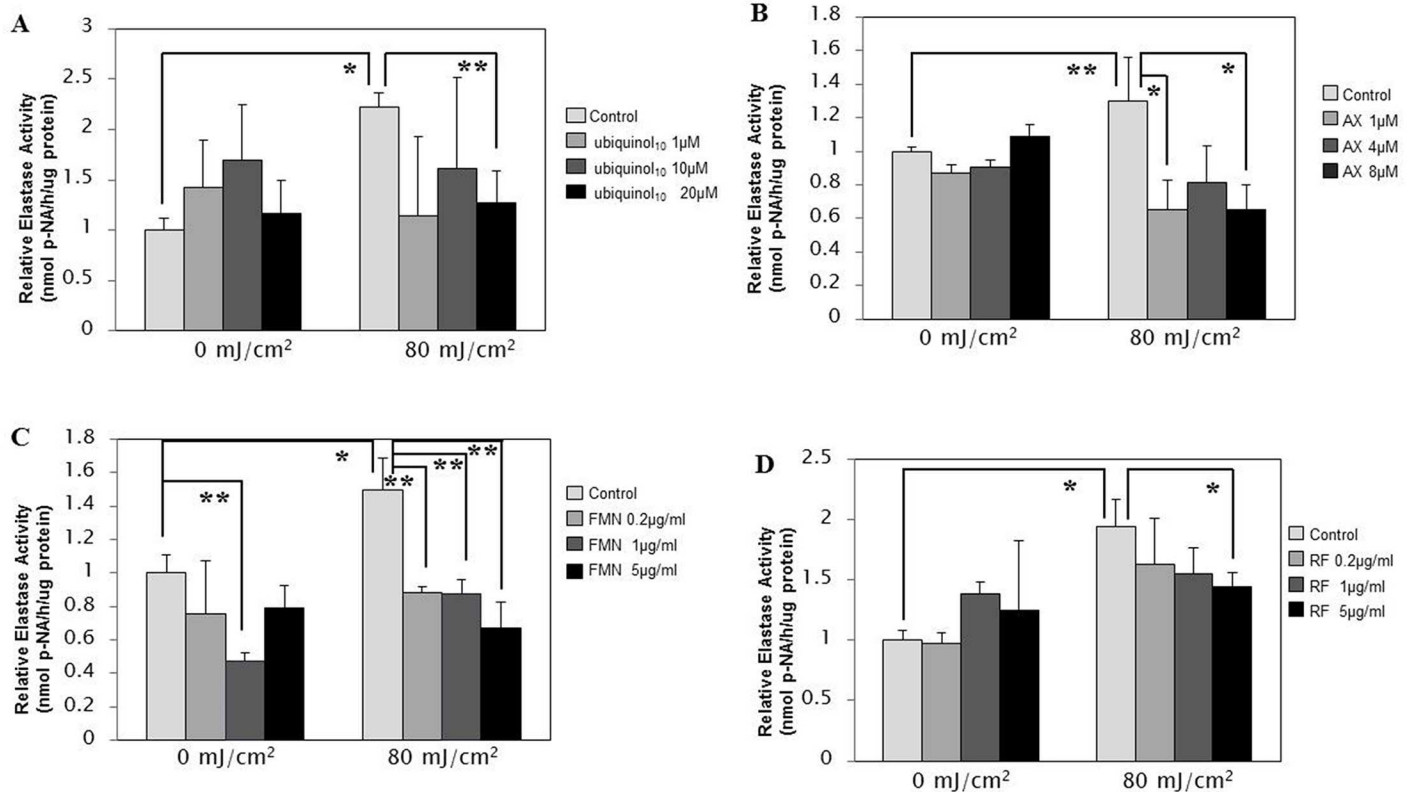 A
Relative Elastase Activity
(nmol p-NA/h/ug protein)
3
2.5
2
1.5
1
0.5
0
*
**
0 mJ/cm²
80 mJ/cm²
Control
ubiquinol₁₀ 1µM
ubiquinol₁₀ 10µM
ubiquinol₁₀ 20µM
B
Relative Elastase Activity
(nmol p-NA/h/ug protein)
1.8
1.6
1.4
1.2
1
0.8
0.6
0.4
0.2
0
**
*
*
0 mJ/cm²
80 mJ/cm²
Control
AX 1µM
AX 4µM
AX 8µM
C
Relative Elastase Activity
(nmol p-NA/h/ug protein)
1.8
1.6
1.4
1.2
1
0.8
0.6
0.4
0.2
0
**
*
**
**
**
0 mJ/cm²
80 mJ/cm²
Control
FMN 0.2µg/ml
FMN 1µg/ml
FMN 5µg/ml
D
Relative Elastase Activity
(nmol p-NA/h/ug protein)
2.5
2
1.5
1
0.5
0
*
*
0 mJ/cm²
80 mJ/cm²
Control
RF 0.2µg/ml
RF 1µg/ml
RF 5µg/ml